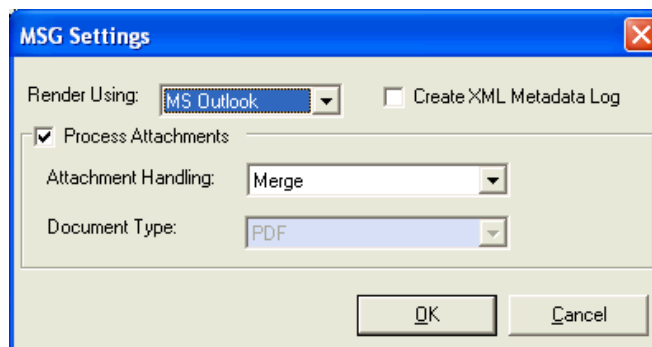 MSG Settings
Render Using: MS Outlook Create XML Metadata Log
Process Attachments
Attachment Handling: Merge
Document Type: PDF
OK Cancel